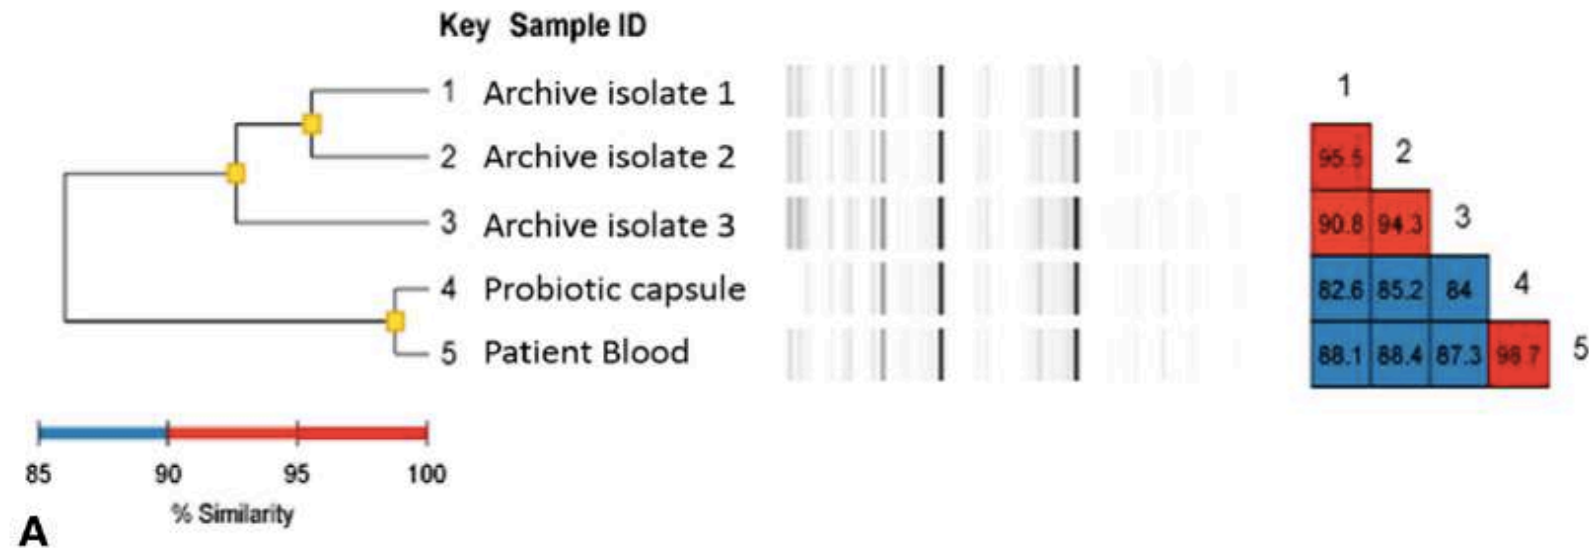 Key Sample ID
1 Archive isolate 1
2 Archive isolate 2
3 Archive isolate 3
4 Probiotic capsule
5 Patient Blood
1
95.5 2
90.8 94.3 3
82.6 85.2 84 4
88.1 88.4 87.3 98.7 5
85 90 95 100
% Similarity
A